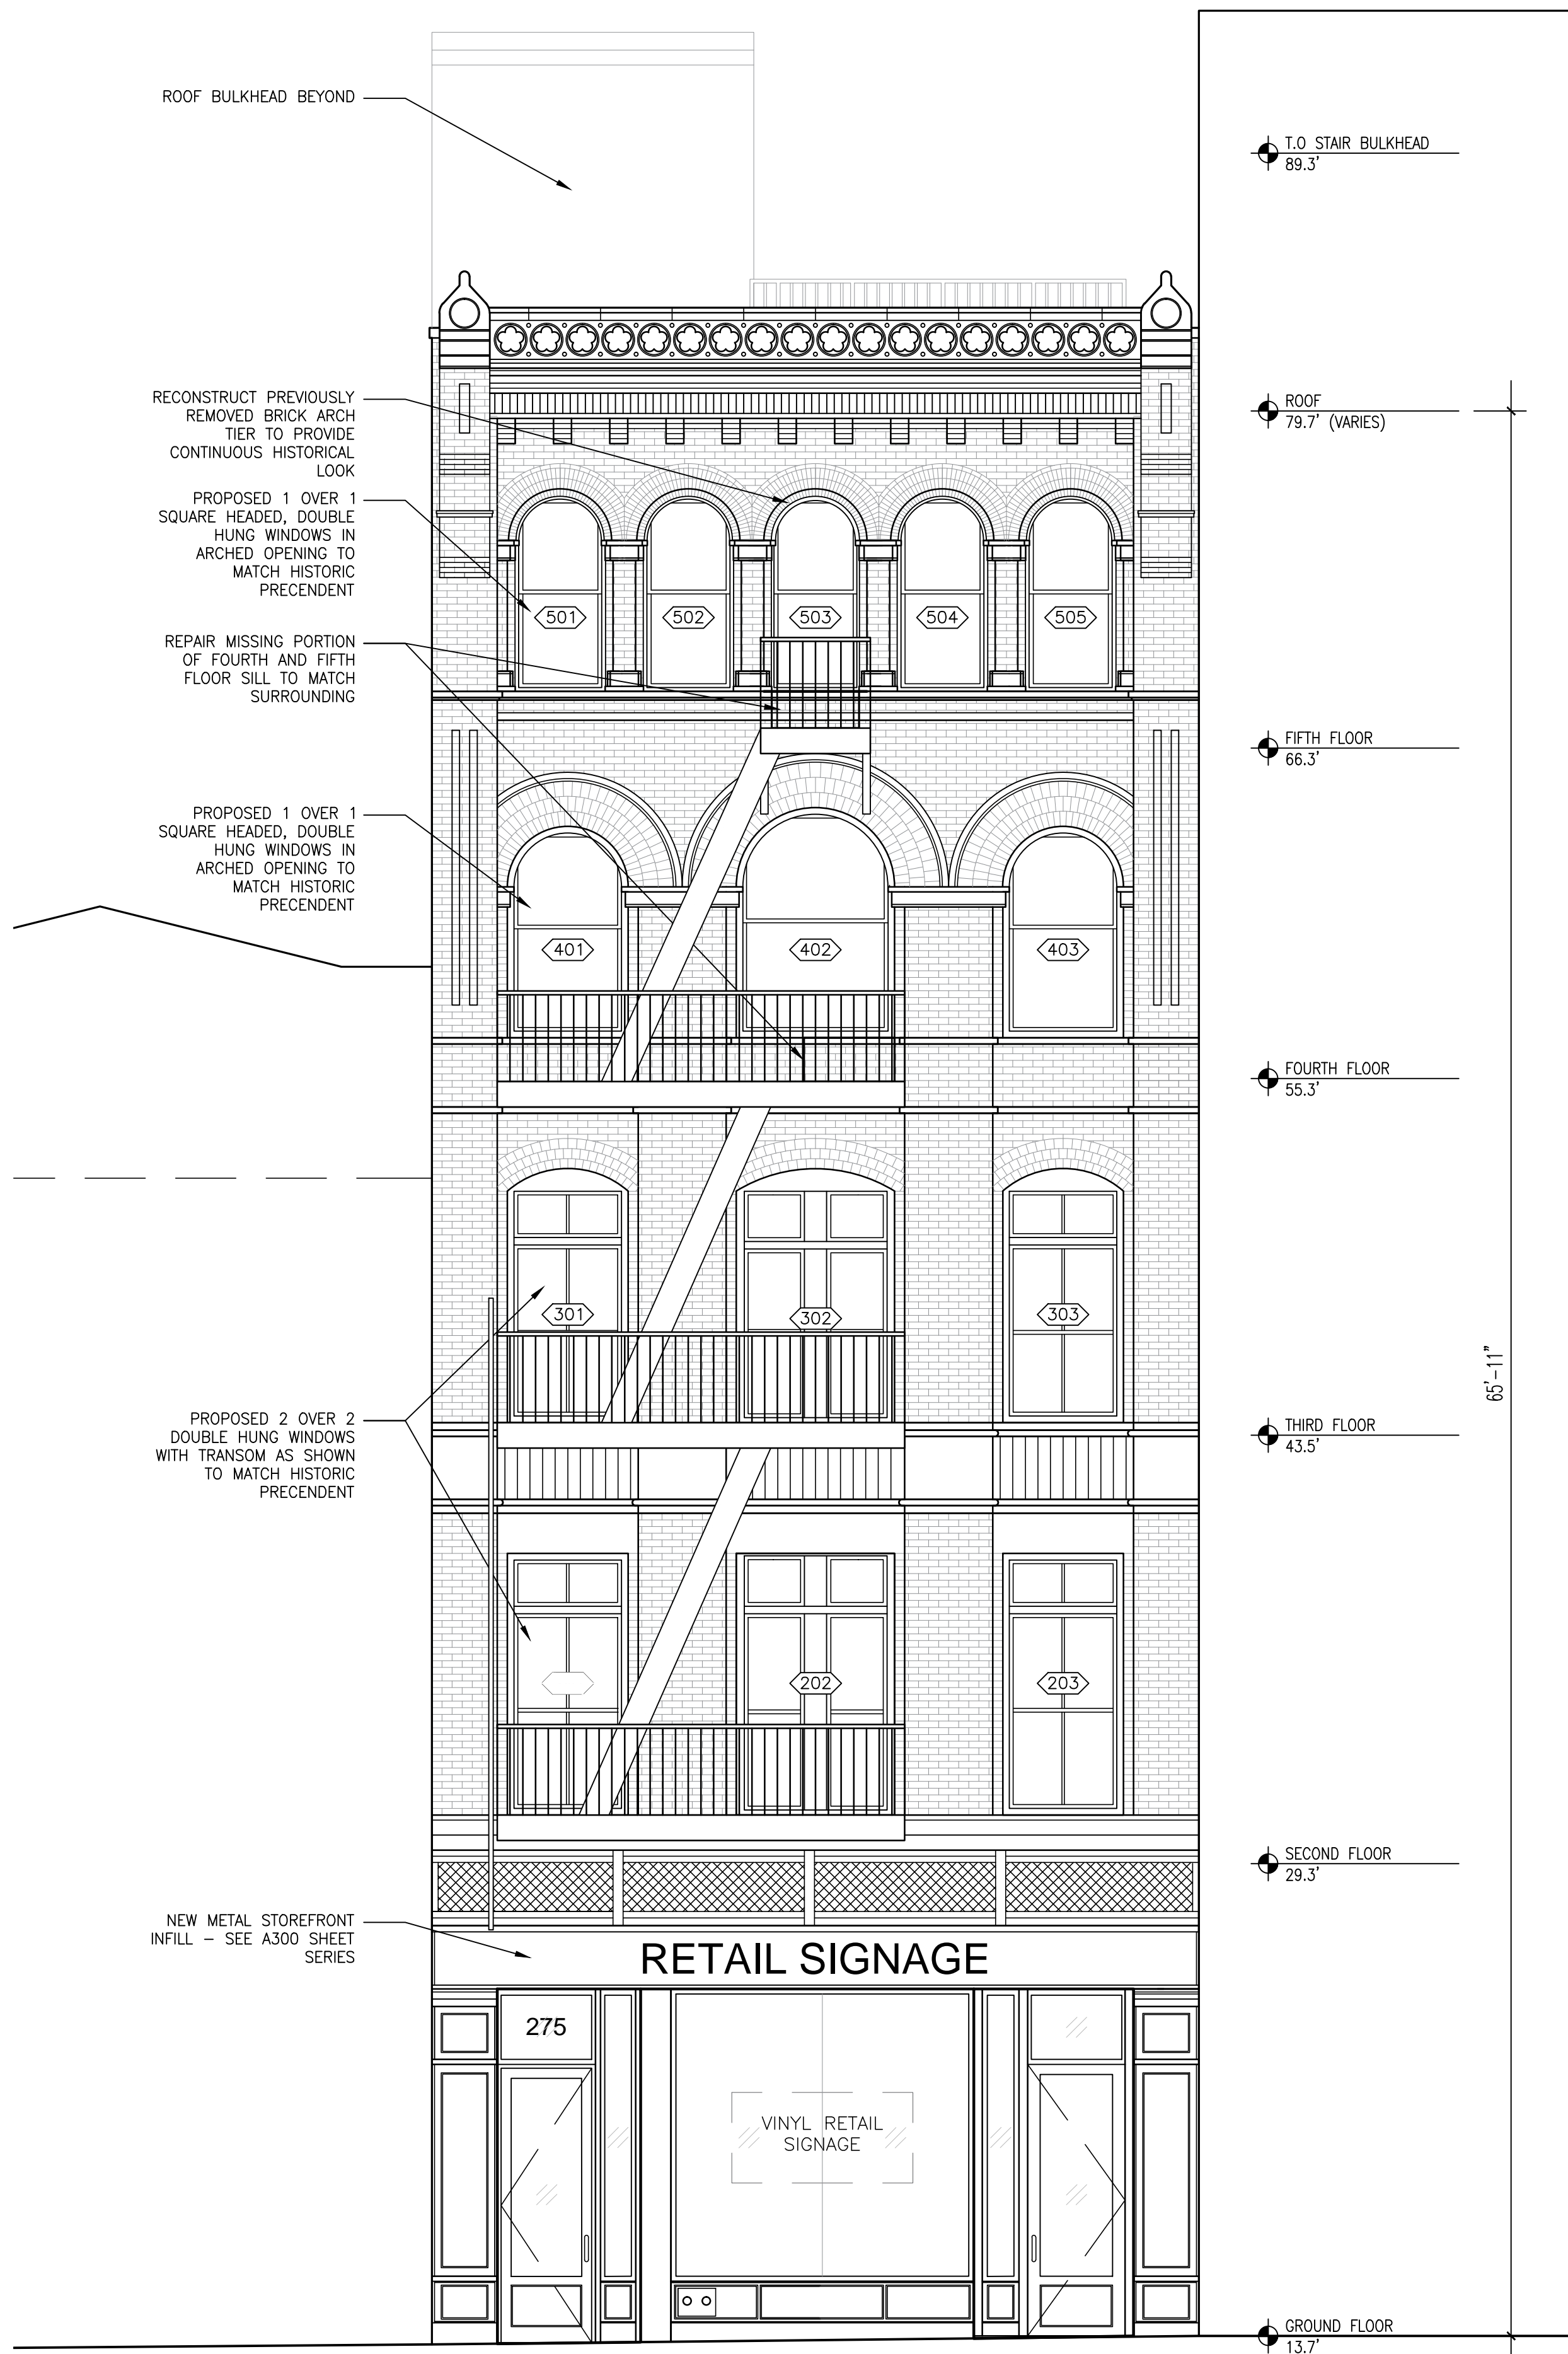 ROOF BULKHEAD BEYOND
T.O STAIR BULKHEAD
89.3'
RECONSTRUCT PREVIOUSLY
REMOVED BRICK ARCH
TIER TO PROVIDE
CONTINUOUS HISTORICAL
LOOK
ROOF
79.7' (VARIES)
PROPOSED 1 OVER 1
SQUARE HEADED, DOUBLE
HUNG WINDOWS IN
ARCHED OPENING TO
MATCH HISTORIC
PRECENDENT
501
502
503
504
505
REPAIR MISSING PORTION
OF FOURTH AND FIFTH
FLOOR SILL TO MATCH
SURROUNDING
FIFTH FLOOR
66.3'
PROPOSED 1 OVER 1
SQUARE HEADED, DOUBLE
HUNG WINDOWS IN
ARCHED OPENING TO
MATCH HISTORIC
PRECENDENT
401
402
403
FOURTH FLOOR
55.3'
301
302
303
65'-11"
PROPOSED 2 OVER 2
DOUBLE HUNG WINDOWS
WITH TRANSOM AS SHOWN
TO MATCH HISTORIC
PRECENDENT
THIRD FLOOR
43.5'
202
203
SECOND FLOOR
29.3'
NEW METAL STOREFRONT
INFILL – SEE A300 SHEET
SERIES
RETAIL SIGNAGE
275
VINYL RETAIL
SIGNAGE
GROUND FLOOR
13.7'